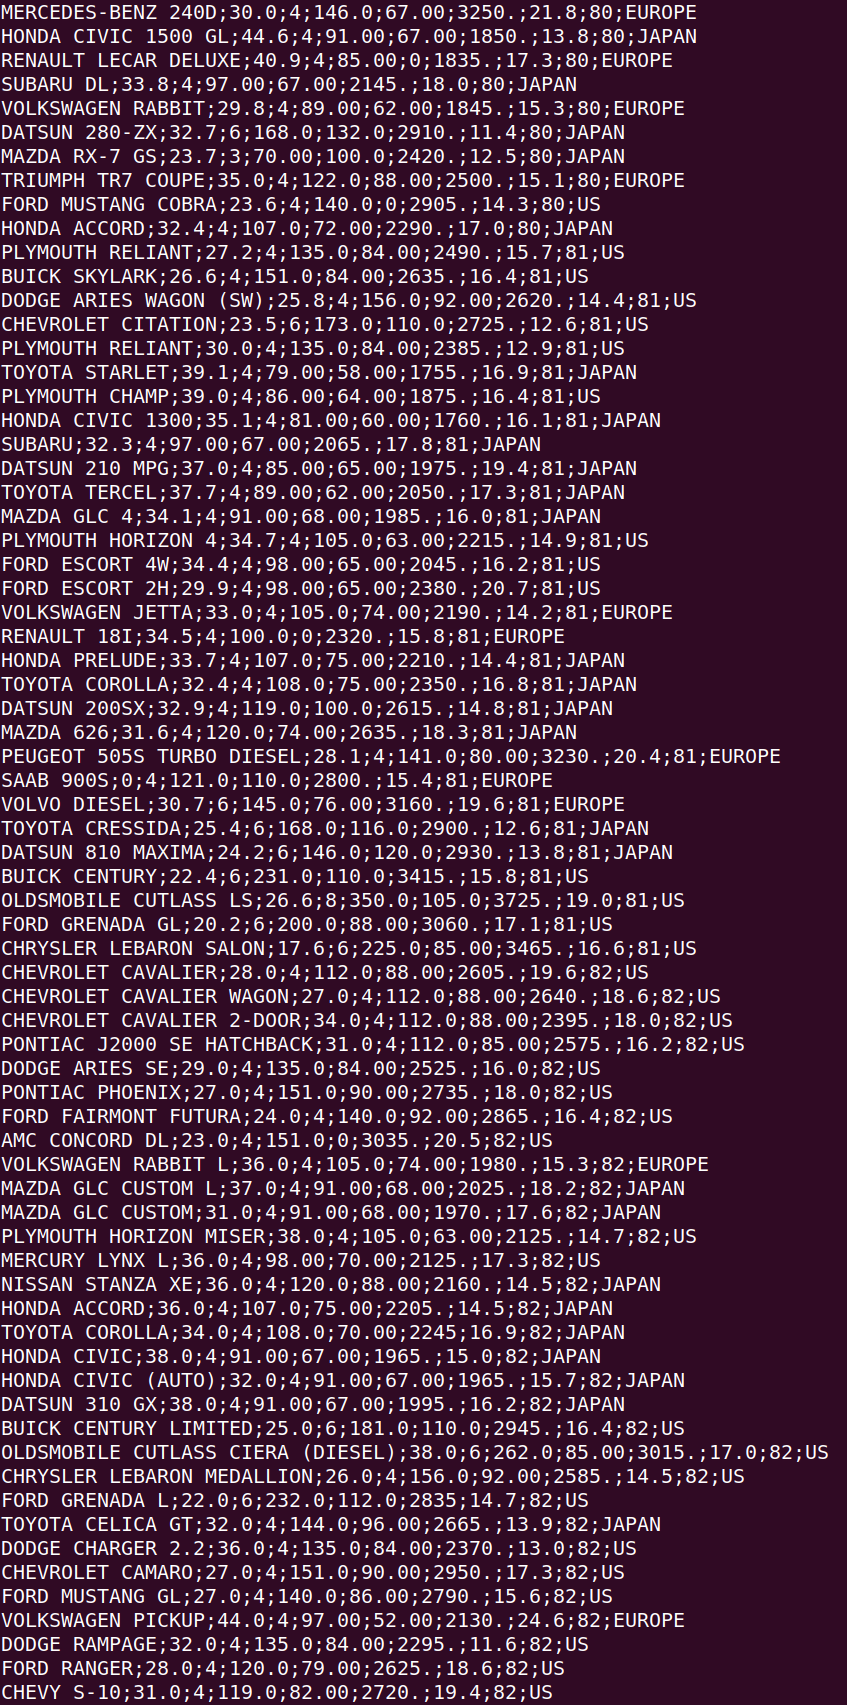 MERCEDES-BENZ 240D;30.0;4;146.0;67.00;3250.;21.8;80;EUROPE
HONDA CIVIC 1500 GL;44.6;4;91.00;67.00;1850.;13.8;80;JAPAN
RENAULT LECAR DELUXE;40.9;4;85.00;0;1835.;17.3;80;EUROPE
SUBARU DL;33.8;4;97.00;67.00;2145.;18.0;80;JAPAN
VOLKSWAGEN RABBIT;29.8;4;89.00;62.00;1845.;15.3;80;EUROPE
DATSUN 280-ZX;32.7;6;168.0;132.0;2910.;11.4;80;JAPAN
MAZDA RX-7 GS;23.7;3;70.00;100.0;2420.;12.5;80;JAPAN
TRIUMPH TR7 COUPE;35.0;4;122.0;88.00;2500.;15.1;80;EUROPE
FORD MUSTANG COBRA;23.6;4;140.0;0;2905.;14.3;80;US
HONDA ACCORD;32.4;4;107.0;72.00;2290.;17.0;80;JAPAN
PLYMOUTH RELIANT;27.2;4;135.0;84.00;2490.;15.7;81;US
BUICK SKYLARK;26.6;4;151.0;84.00;2635.;16.4;81;US
DODGE ARIES WAGON (SW);25.8;4;156.0;92.00;2620.;14.4;81;US
CHEVROLET CITATION;23.5;6;173.0;110.0;2725.;12.6;81;US
PLYMOUTH RELIANT;30.0;4;135.0;84.00;2385.;12.9;81;US
TOYOTA STARLET;39.1;4;79.00;58.00;1755.;16.9;81;JAPAN
PLYMOUTH CHAMP;39.0;4;86.00;64.00;1875.;16.4;81;US
HONDA CIVIC 1300;35.1;4;81.00;60.00;1760.;16.1;81;JAPAN
SUBARU;32.3;4;97.00;67.00;2065.;17.8;81;JAPAN
DATSUN 210 MPG;37.0;4;85.00;65.00;1975.;19.4;81;JAPAN
TOYOTA TERCEL;37.7;4;89.00;62.00;2050.;17.3;81;JAPAN
MAZDA GLC 4;34.1;4;91.00;68.00;1985.;16.0;81;JAPAN
PLYMOUTH HORIZON 4;34.7;4;105.0;63.00;2215.;14.9;81;US
FORD ESCORT 4W;34.4;4;98.00;65.00;2045.;16.2;81;US
FORD ESCORT 2H;29.9;4;98.00;65.00;2380.;20.7;81;US
VOLKSWAGEN JETTA;33.0;4;105.0;74.00;2190.;14.2;81;EUROPE
RENAULT 18I;34.5;4;100.0;0;2320.;15.8;81;EUROPE
HONDA PRELUDE;33.7;4;107.0;75.00;2210.;14.4;81;JAPAN
TOYOTA COROLLA;32.4;4;108.0;75.00;2350.;16.8;81;JAPAN
DATSUN 200SX;32.9;4;119.0;100.0;2615.;14.8;81;JAPAN
MAZDA 626;31.6;4;120.0;74.00;2635.;18.3;81;JAPAN
PEUGEOT 505S TURBO DIESEL;28.1;4;141.0;80.00;3230.;20.4;81;EUROPE
SAAB 900S;0;4;121.0;110.0;2800.;15.4;81;EUROPE
VOLVO DIESEL;30.7;6;145.0;76.00;3160.;19.6;81;EUROPE
TOYOTA CRESSIDA;25.4;6;168.0;116.0;2900.;12.6;81;JAPAN
DATSUN 810 MAXIMA;24.2;6;146.0;120.0;2930.;13.8;81;JAPAN
BUICK CENTURY;22.4;6;231.0;110.0;3415.;15.8;81;US
OLDSMOBILE CUTLASS LS;26.6;8;350.0;105.0;3725.;19.0;81;US
FORD GRENADA GL;20.2;6;200.0;88.00;3060.;17.1;81;US
CHRYSLER LEBARON SALON;17.6;6;225.0;85.00;3465.;16.6;81;US
CHEVROLET CAVALIER;28.0;4;112.0;88.00;2605.;19.6;82;US
CHEVROLET CAVALIER WAGON;27.0;4;112.0;88.00;2640.;18.6;82;US
CHEVROLET CAVALIER 2-DOOR;34.0;4;112.0;88.00;2395.;18.0;82;US
PONTIAC J2000 SE HATCHBACK;31.0;4;112.0;85.00;2575.;16.2;82;US
DODGE ARIES SE;29.0;4;135.0;84.00;2525.;16.0;82;US
PONTIAC PHOENIX;27.0;4;151.0;90.00;2735.;18.0;82;US
FORD FAIRMONT FUTURA;24.0;4;140.0;92.00;2865.;16.4;82;US
AMC CONCORD DL;23.0;4;151.0;0;3035.;20.5;82;US
VOLKSWAGEN RABBIT L;36.0;4;105.0;74.00;1980.;15.3;82;EUROPE
MAZDA GLC CUSTOM L;37.0;4;91.00;68.00;2025.;18.2;82;JAPAN
MAZDA GLC CUSTOM;31.0;4;91.00;68.00;1970.;17.6;82;JAPAN
PLYMOUTH HORIZON MISER;38.0;4;105.0;63.00;2125.;14.7;82;US
MERCURY LYNX L;36.0;4;98.00;70.00;2125.;17.3;82;US
NISSAN STANZA XE;36.0;4;120.0;88.00;2160.;14.5;82;JAPAN
HONDA ACCORD;36.0;4;107.0;75.00;2205.;14.5;82;JAPAN
TOYOTA COROLLA;34.0;4;108.0;70.00;2245;16.9;82;JAPAN
HONDA CIVIC;38.0;4;91.00;67.00;1965.;15.0;82;JAPAN
HONDA CIVIC (AUTO);32.0;4;91.00;67.00;1965.;15.7;82;JAPAN
DATSUN 310 GX;38.0;4;91.00;67.00;1995.;16.2;82;JAPAN
BUICK CENTURY LIMITED;25.0;6;181.0;110.0;2945.;16.4;82;US
OLDSMOBILE CUTLASS CIERA (DIESEL);38.0;6;262.0;85.00;3015.;17.0;82;US
CHRYSLER LEBARON MEDALLION;26.0;4;156.0;92.00;2585.;14.5;82;US
FORD GRENADA L;22.0;6;232.0;112.0;2835;14.7;82;US
TOYOTA CELICA GT;32.0;4;144.0;96.00;2665.;13.9;82;JAPAN
DODGE CHARGER 2.2;36.0;4;135.0;84.00;2370.;13.0;82;US
CHEVROLET CAMARO;27.0;4;151.0;90.00;2950.;17.3;82;US
FORD MUSTANG GL;27.0;4;140.0;86.00;2790.;15.6;82;US
VOLKSWAGEN PICKUP;44.0;4;97.00;52.00;2130.;24.6;82;EUROPE
DODGE RAMPAGE;32.0;4;135.0;84.00;2295.;11.6;82;US
FORD RANGER;28.0;4;120.0;79.00;2625.;18.6;82;US
CHEVY S-10;31.0;4;119.0;82.00;2720.;19.4;82;US